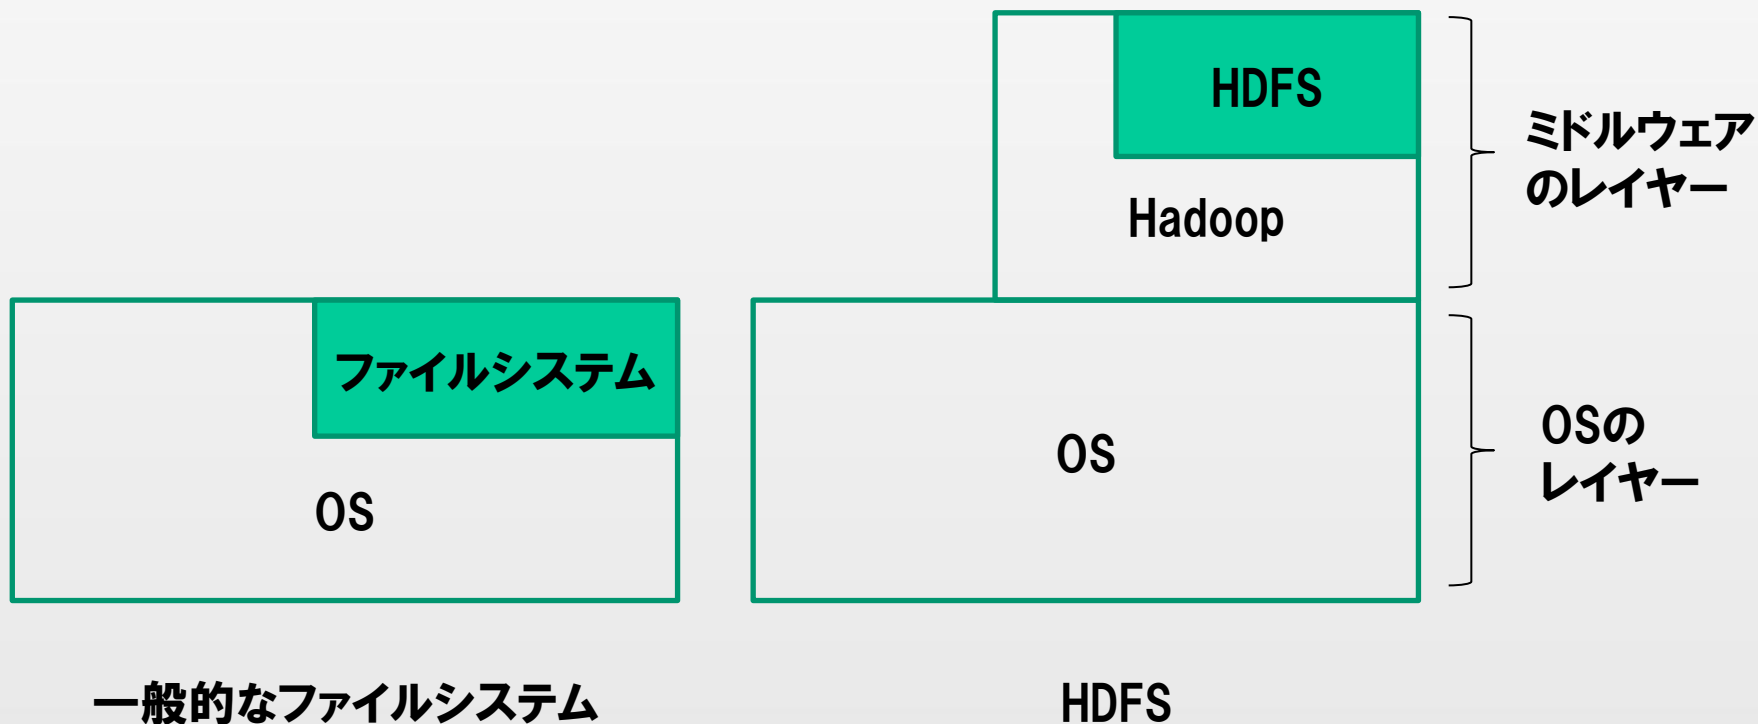 HDFS
ミドルウェア
のレイヤー
Hadoop
ファイルシステム
OS
OS
OSの
レイヤー
一般的なファイルシステム
HDFS